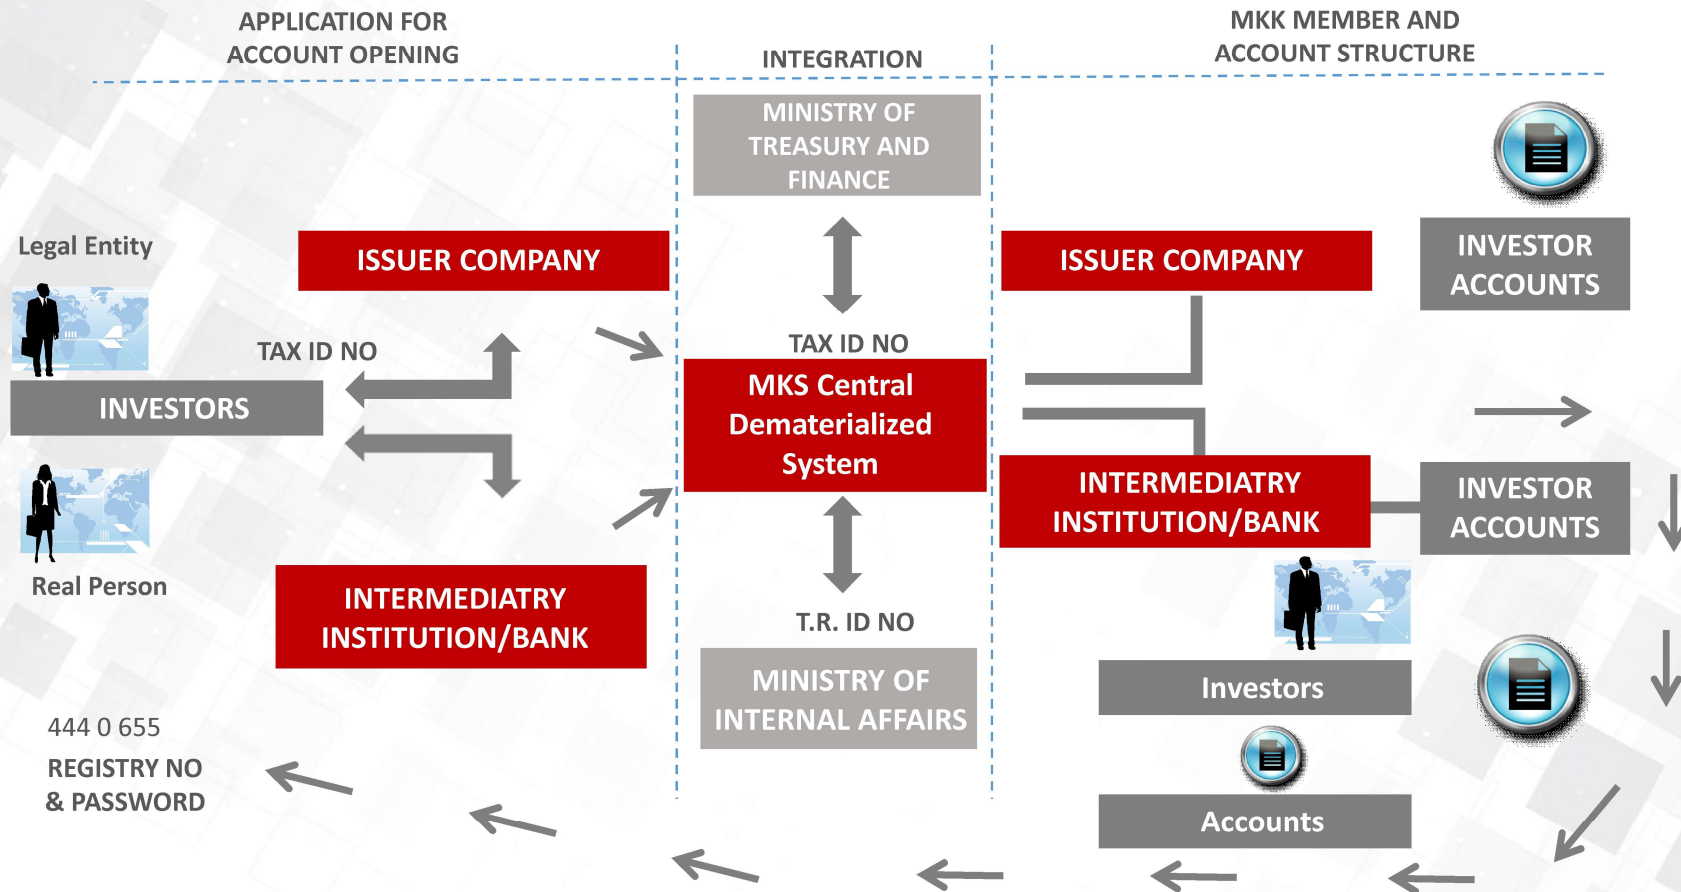 APPLICATION FOR
ACCOUNT OPENING
INTEGRATION
MKK MEMBER AND
ACCOUNT STRUCTURE
MINISTRY OF
TREASURY AND
FINANCE
Legal Entity
ISSUER COMPANY
ISSUER COMPANY
INVESTOR
ACCOUNTS
TAX ID NO
TAX ID NO
INVESTORS
MKS Central
Dematerialized
System
INTERMEDIATRY
INSTITUTION/BANK
INVESTOR
ACCOUNTS
Real Person
INTERMEDIATRY
INSTITUTION/BANK
T.R. ID NO
MINISTRY OF
INTERNAL AFFAIRS
Investors
444 0 655
REGISTRY NO
& PASSWORD
Accounts